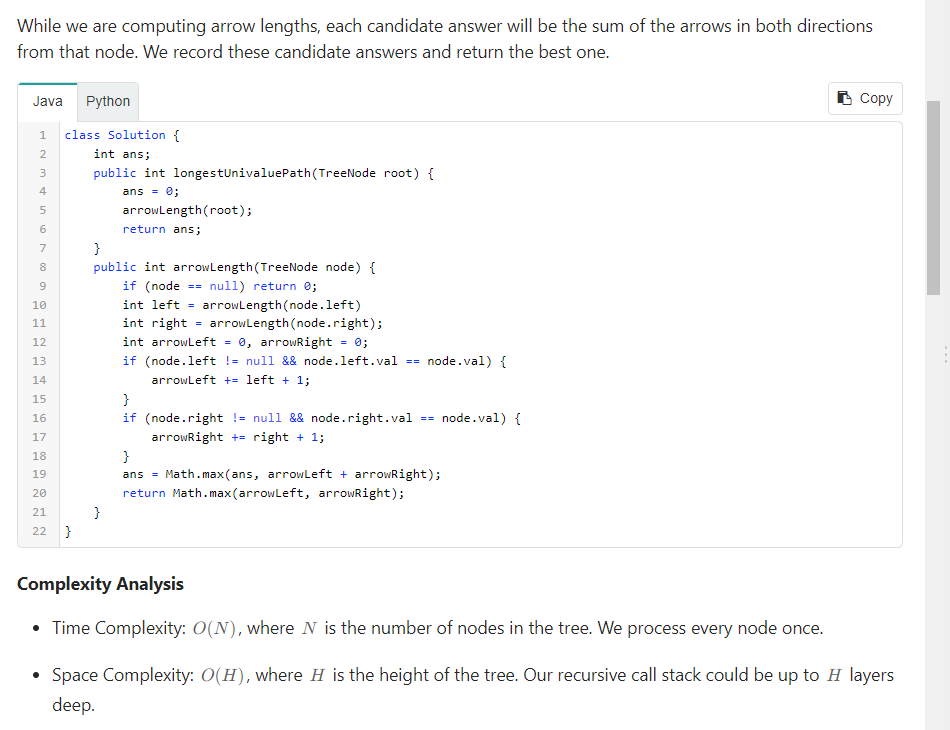 While we are computing arrow lengths, each candidate answer will be the sum of the arrows in both directions
from that node. We record these candidate answers and return the best one.
Java Python Copy
1 class Solution {
2     int ans;
3     public int longestUnivaluePath(TreeNode root) {
4         ans = 0;
5         arrowLength(root);
6         return ans;
7     }
8     public int arrowLength(TreeNode node) {
9         if (node == null) return 0;
10         int left = arrowLength(node.left)
11         int right = arrowLength(node.right);
12         int arrowLeft = 0, arrowRight = 0;
13         if (node.left != null && node.left.val == node.val) {
14             arrowLeft += left + 1;
15         }
16         if (node.right != null && node.right.val == node.val) {
17             arrowRight += right + 1;
18         }
19         ans = Math.max(ans, arrowLeft + arrowRight);
20         return Math.max(arrowLeft, arrowRight);
21     }
22 }
Complexity Analysis
• Time Complexity: O(N), where N is the number of nodes in the tree. We process every node once.
• Space Complexity: O(H), where H is the height of the tree. Our recursive call stack could be up to H layers
deep.